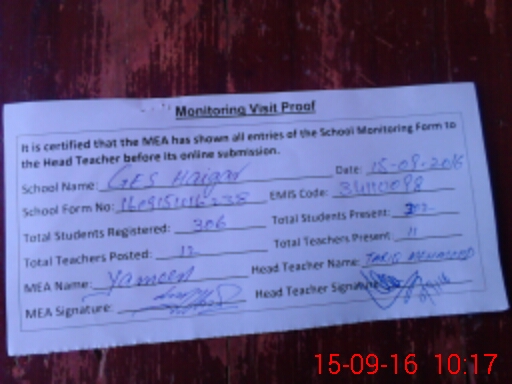 Monitoring Visit Proof
It is certified that the MEA has shown all entries of the School Monitoring Form to
the Head Teacher before its online submission.
School Name: GES Haigar Date: 15-09-2016
School Form No: EMIS Code:
Total Students Registered: 306 Total Students Present:
Total Teachers Posted: 12 Total Teachers Present: 11
MEA Name: Yameen Head Teacher Name: TARIQ MEHMOOD
MEA Signature: Head Teacher Signature:
15-09-16 10:17